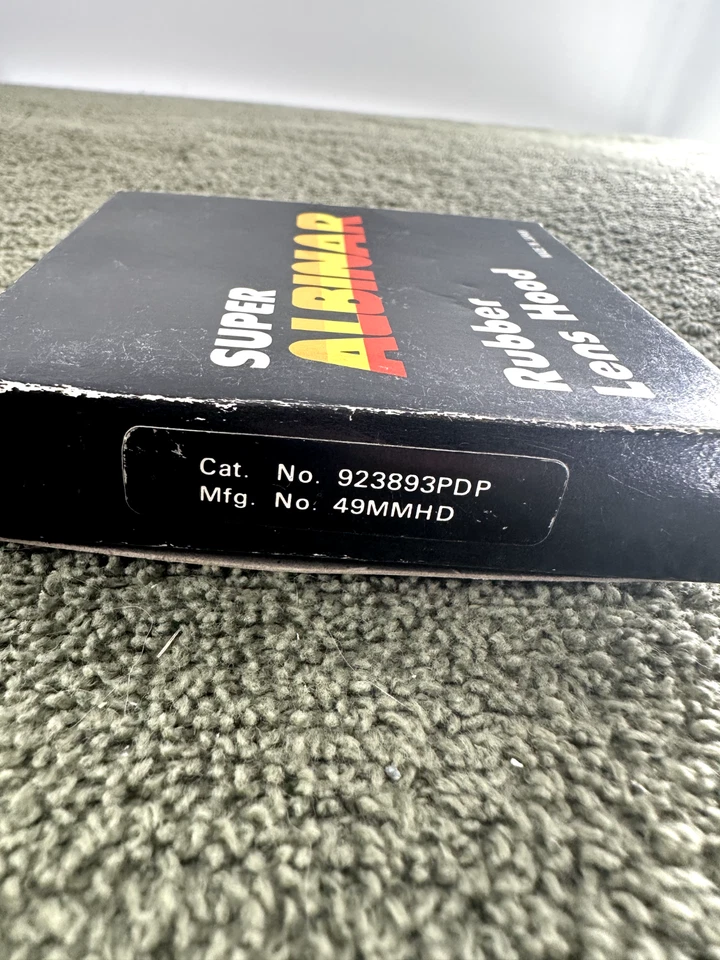 SUPER
ALBINAR
Rubber
Lens Hood
Cat. No. 923893PDP
Mfg. No. 49MMHD